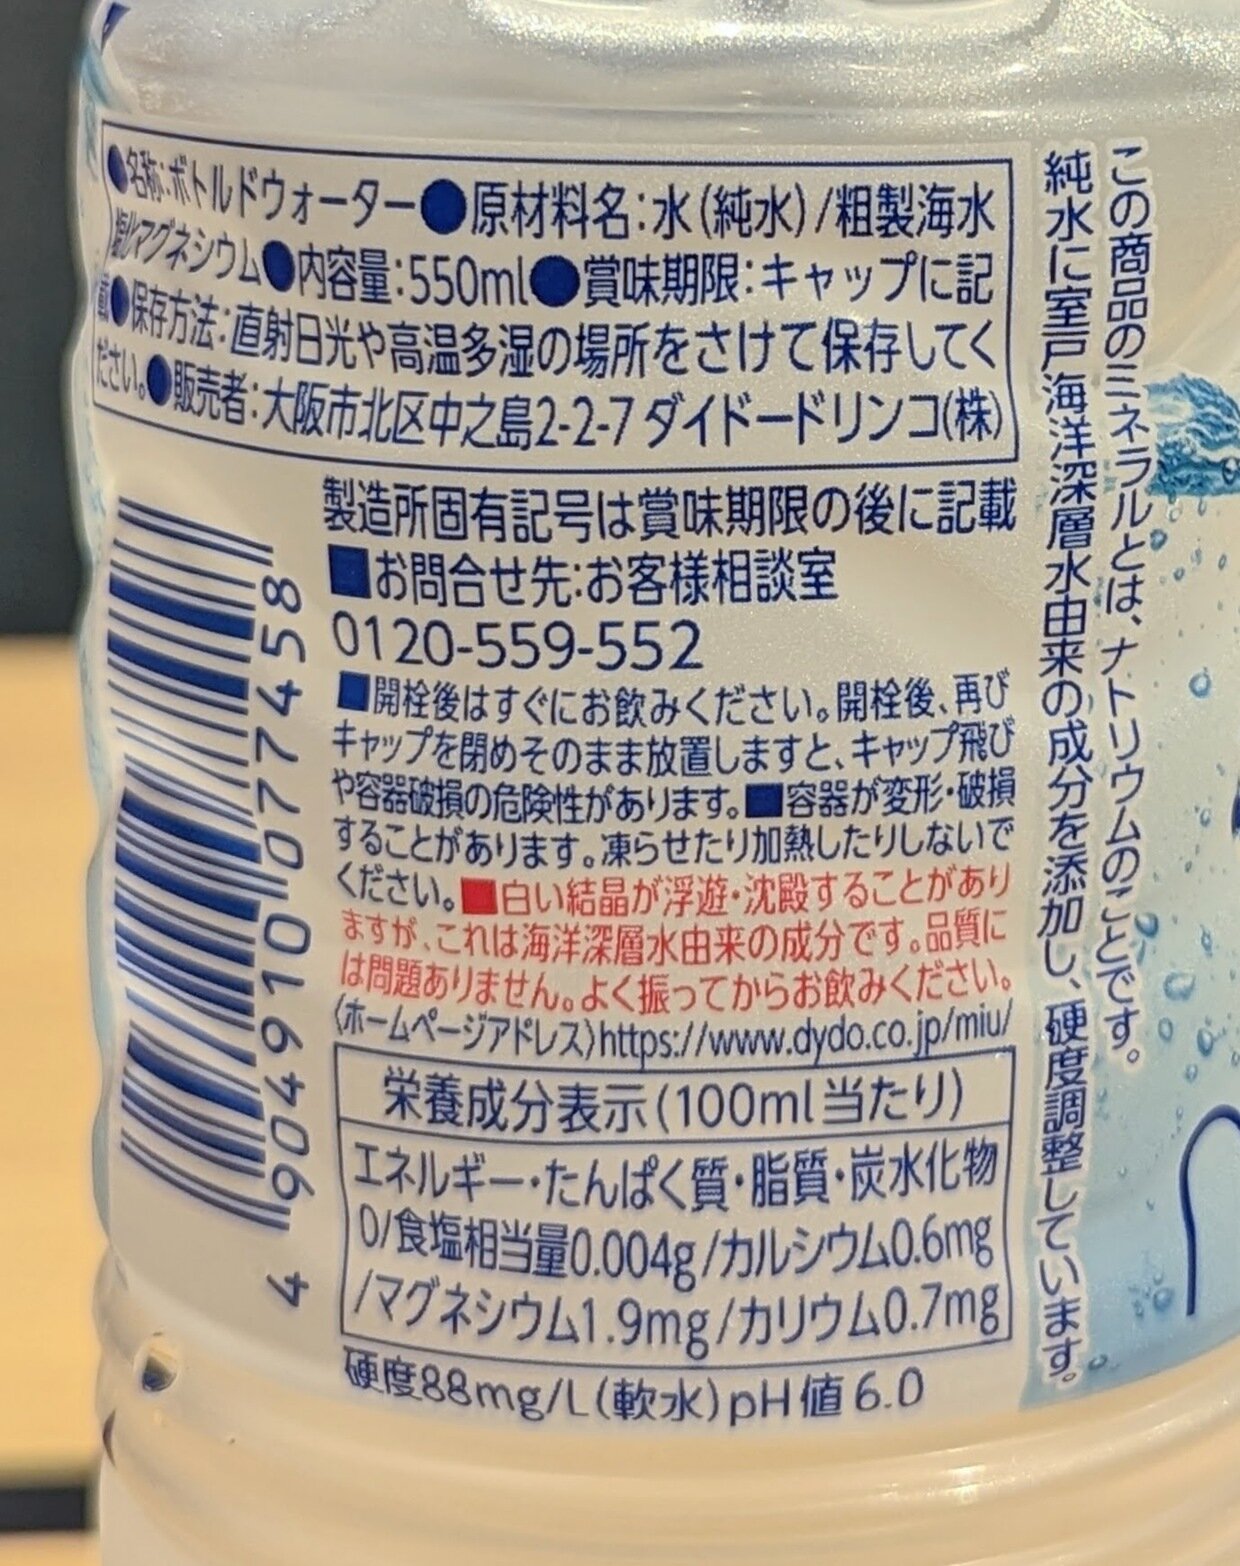 ●名称:ボトルドウォーター●原材料名:水(純水)/粗製海水
塩化マグネシウム●内容量:550ml●賞味期限:キャップに記
載●保存方法:直射日光や高温多湿の場所をさけて保存してく
ださい。●販売者:大阪市北区中之島2-2-7 ダイドードリンコ(株)
製造所固有記号は賞味期限の後に記載
■お問合せ先:お客様相談室
0120-559-552
■開栓後はすぐにお飲みください。開栓後、再び
キャップを閉めそのまま放置しますと、キャップ飛び
や容器破損の危険性があります。■容器が変形・破損
することがあります。凍らせたり加熱したりしないで
ください。■白い結晶が浮遊・沈殿することがあり
ますが、これは海洋深層水由来の成分です。品質に
は問題ありません。よく振ってからお飲みください。
〈ホームページアドレス〉https://www.dydo.co.jp/miu/
栄養成分表示(100ml当たり)
エネルギー・たんぱく質・脂質・炭水化物
0/食塩相当量0.004g/カルシウム0.6mg
/マグネシウム1.9mg/カリウム0.7mg
硬度88mg/L(軟水)pH値6.0
4 904910 077458
この商品のミネラルとは、ナトリウムのことです。
純水に室戸海洋深層水由来の成分を添加し、硬度調整しています。